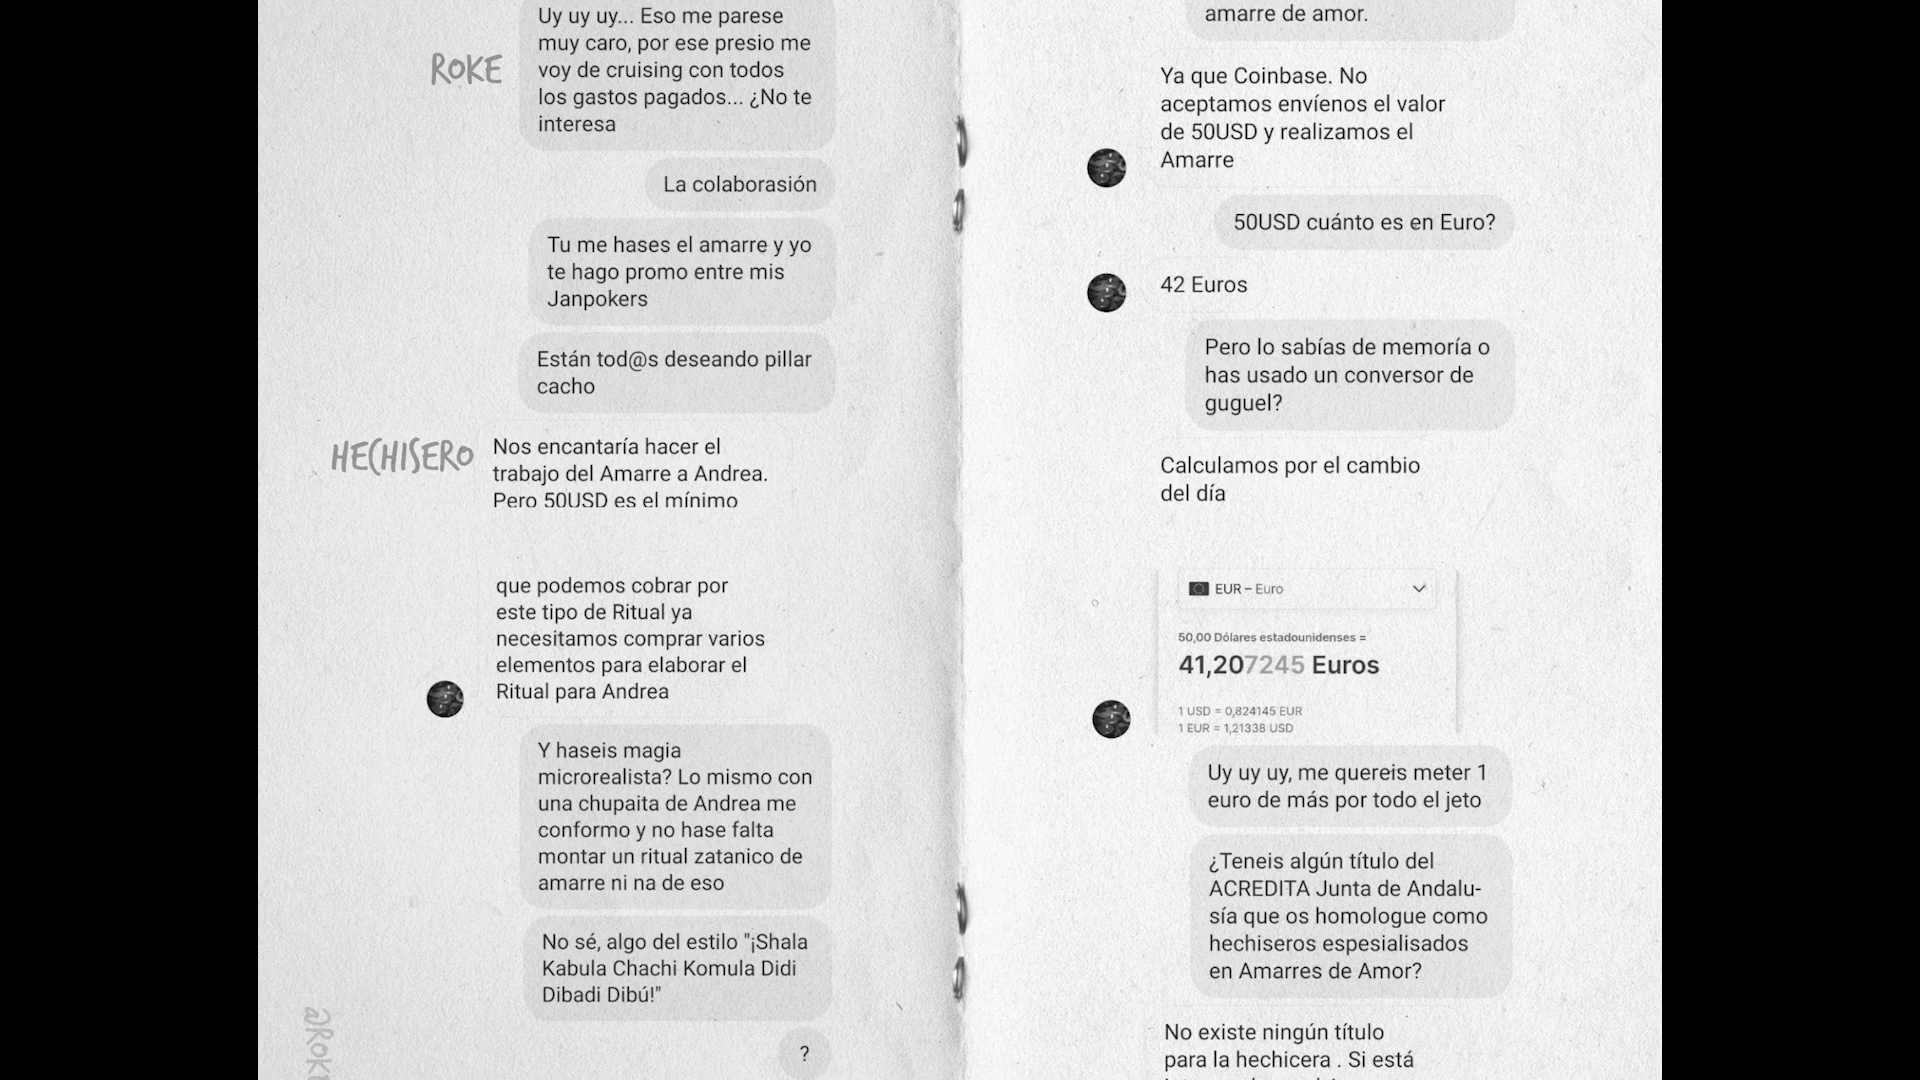 Uy uy uy... Eso me parese
muy caro, por ese presio me
voy de cruising con todos
los gastos pagados... ¿No te
interesa
ROKE
La colaborasión
Tu me hases el amarre y yo
te hago promo entre mis
Janpokers
Están tod@s deseando pillar
cacho
HECHISERO
Nos encantaría hacer el
trabajo del Amarre a Andrea.
Pero 50USD es el mínimo
que podemos cobrar por
este tipo de Ritual ya
necesitamos comprar varios
elementos para elaborar el
Ritual para Andrea
Y haseis magia
microrealista? Lo mismo con
una chupaita de Andrea me
conformo y no hase falta
montar un ritual zatanico de
amarre ni na de eso
No sé, algo del estilo "¡Shala
Kabula Chachi Komula Didi
Dibadi Dibú!"
?
amarre de amor.
Ya que Coinbase. No
aceptamos envíenos el valor
de 50USD y realizamos el
Amarre
50USD cuánto es en Euro?
42 Euros
Pero lo sabías de memoría o
has usado un conversor de
guguel?
Calculamos por el cambio
del día
EUR – Euro
50,00 Dólares estadounidenses =
41,207245 Euros
1 USD = 0,824145 EUR
1 EUR = 1,21338 USD
Uy uy uy, me quereis meter 1
euro de más por todo el jeto
¿Teneis algún título del
ACREDITA Junta de Andalu-
sía que os homologue como
hechiseros espesialisados
en Amarres de Amor?
No existe ningún título
para la hechicera . Si está